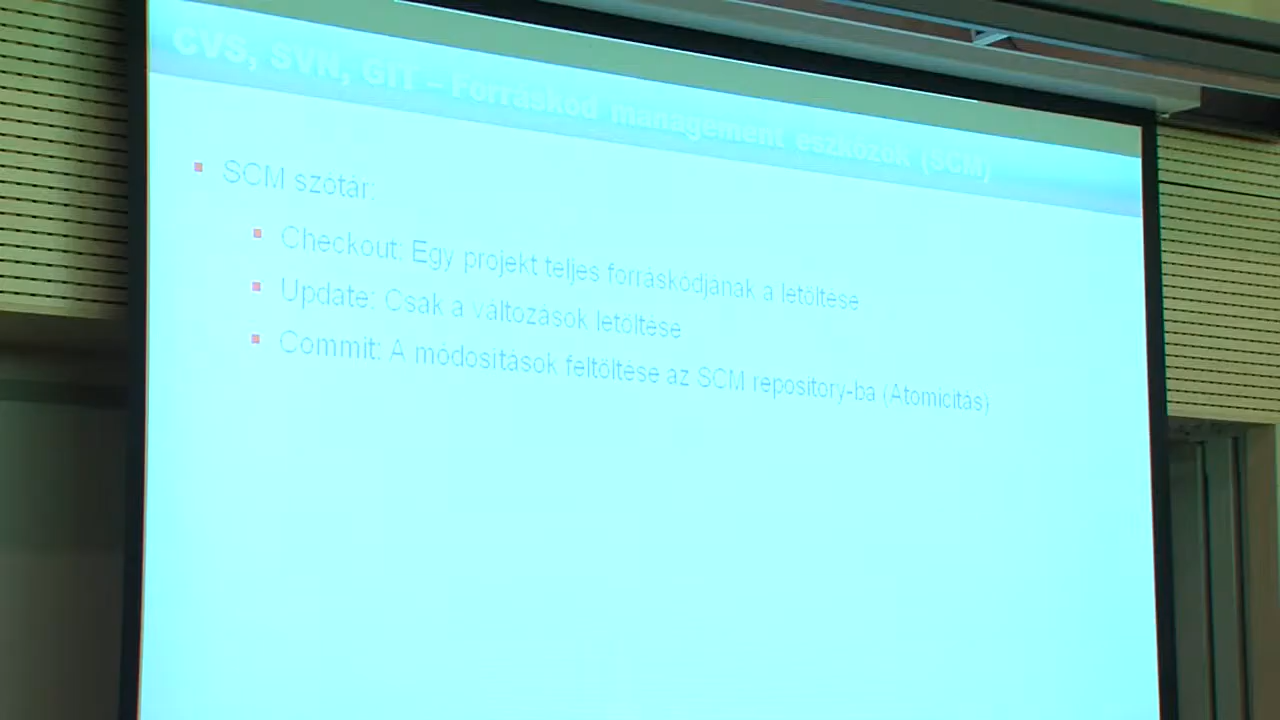 CVS, SVN, GIT – Forráskód management eszközök (SCM)
SCM szótár:
Checkout: Egy projekt teljes forráskódjának a letöltése
Update: Csak a változások letöltése
Commit: A módosítások feltöltése az SCM repository-ba (Atomicitás)